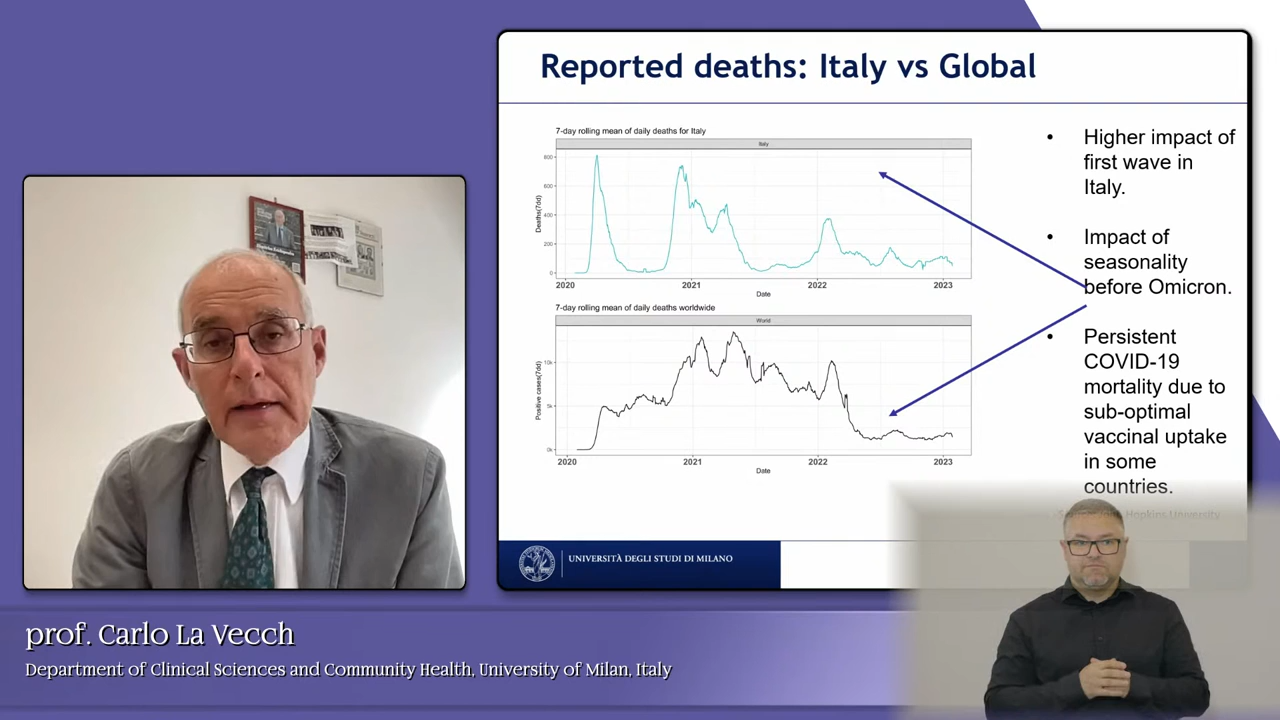 Reported deaths: Italy vs Global
7-day rolling mean of daily deaths for Italy
Italy
800
600
400
200
0
Deaths(7dd)
2020
2021
2022
2023
Date
7-day rolling mean of daily deaths worldwide
World
10k
5k
0k
Positive cases(7dd)
2020
2021
2022
2023
Date
• Higher impact of
first wave in
Italy.
• Impact of
seasonality
before Omicron.
• Persistent
COVID-19
mortality due to
sub-optimal
vaccinal uptake
in some
countries.
Hopkins University
UNIVERSITÀ DEGLI STUDI DI MILANO
prof. Carlo La Vecch
Department of Clinical Sciences and Community Health, University of Milan, Italy